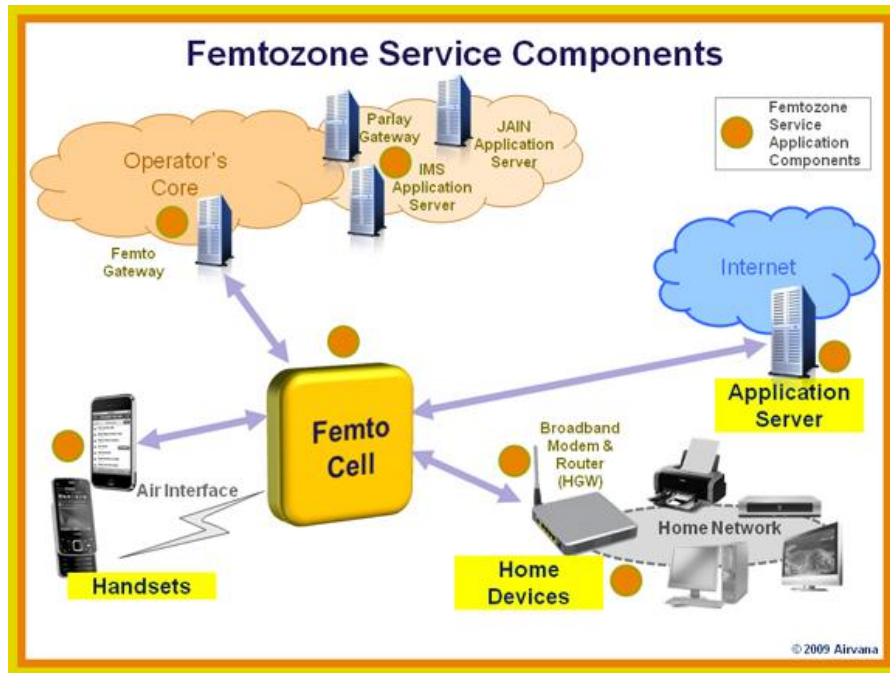 Femtozone Service Components
Operator's
Core
Parlay
Gateway
JAIN
Application
Server
IMS
Application
Server
Femtozone
Service
Application
Components
Femto
Gateway
Internet
Application
Server
Femto
Cell
Broadband
Modem &
Router
(HGW)
Air Interface
Handsets
Home Network
Home
Devices
© 2009 Airvana